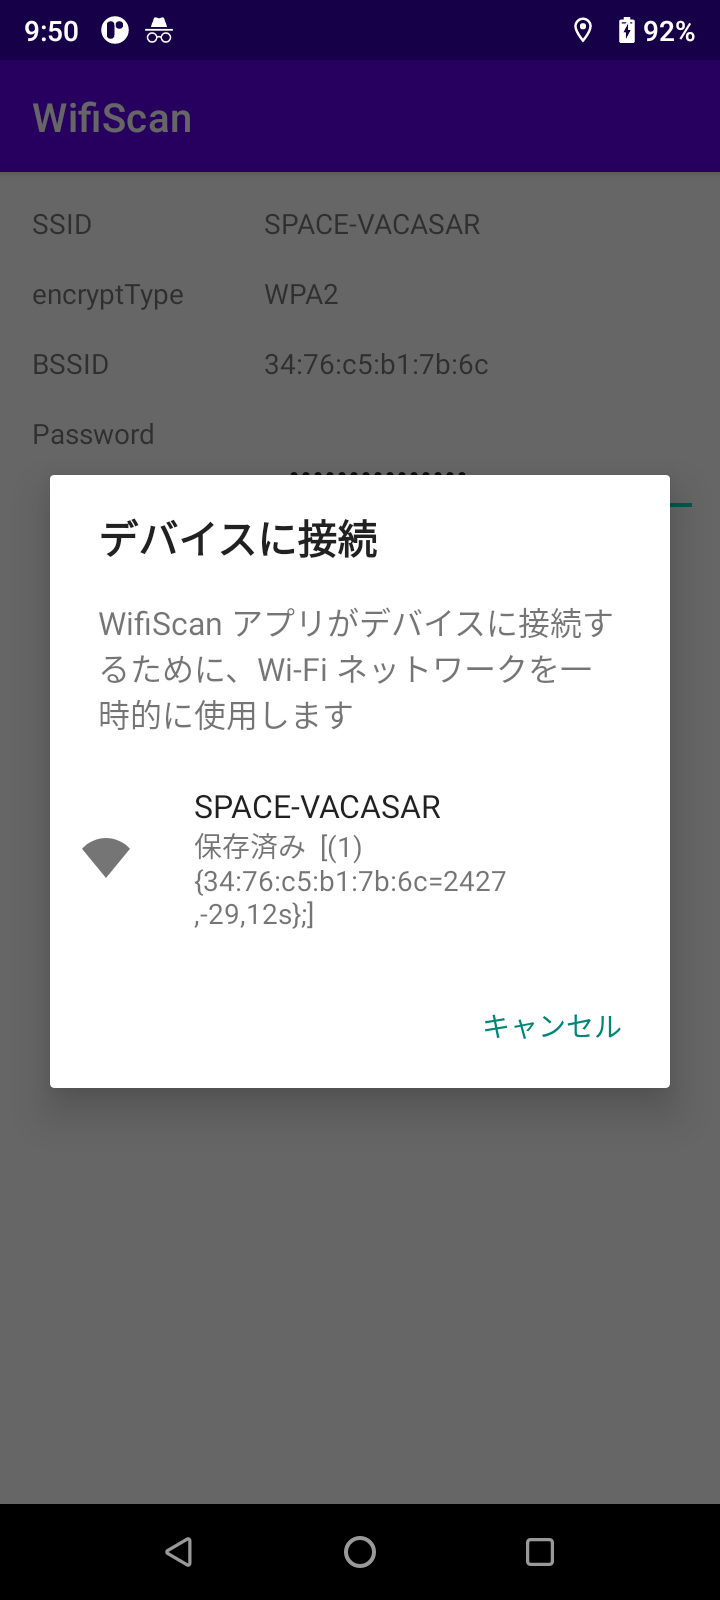 9:50 92%
WifiScan
SSID SPACE-VACASAR
encryptType WPA2
BSSID 34:76:c5:b1:7b:6c
Password
デバイスに接続
WifiScan アプリがデバイスに接続す
るために、Wi-Fi ネットワークを一
時的に使用します
SPACE-VACASAR
保存済み [(1)
{34:76:c5:b1:7b:6c=2427
,-29,12s};]
キャンセル